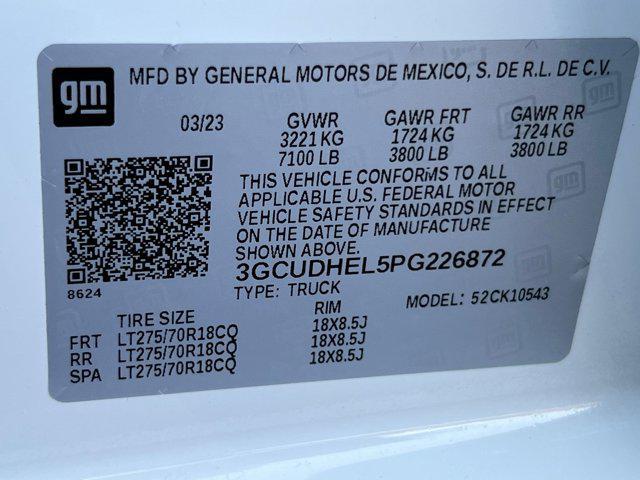 gm
MFD BY GENERAL MOTORS DE MEXICO, S. DE R.L. DE C.V.
03/23 GVWR GAWR FRT GAWR RR
3221 KG 1724 KG 1724 KG
7100 LB 3800 LB 3800 LB
THIS VEHICLE CONFORMS TO ALL
APPLICABLE U.S. FEDERAL MOTOR
VEHICLE SAFETY STANDARDS IN EFFECT
ON THE DATE OF MANUFACTURE
SHOWN ABOVE.
3GCUDHEL5PG226872
8624
TYPE: TRUCK MODEL: 52CK10543
TIRE SIZE RIM
FRT LT275/70R18CQ 18X8.5J
RR LT275/70R18CQ 18X8.5J
SPA LT275/70R18CQ 18X8.5J